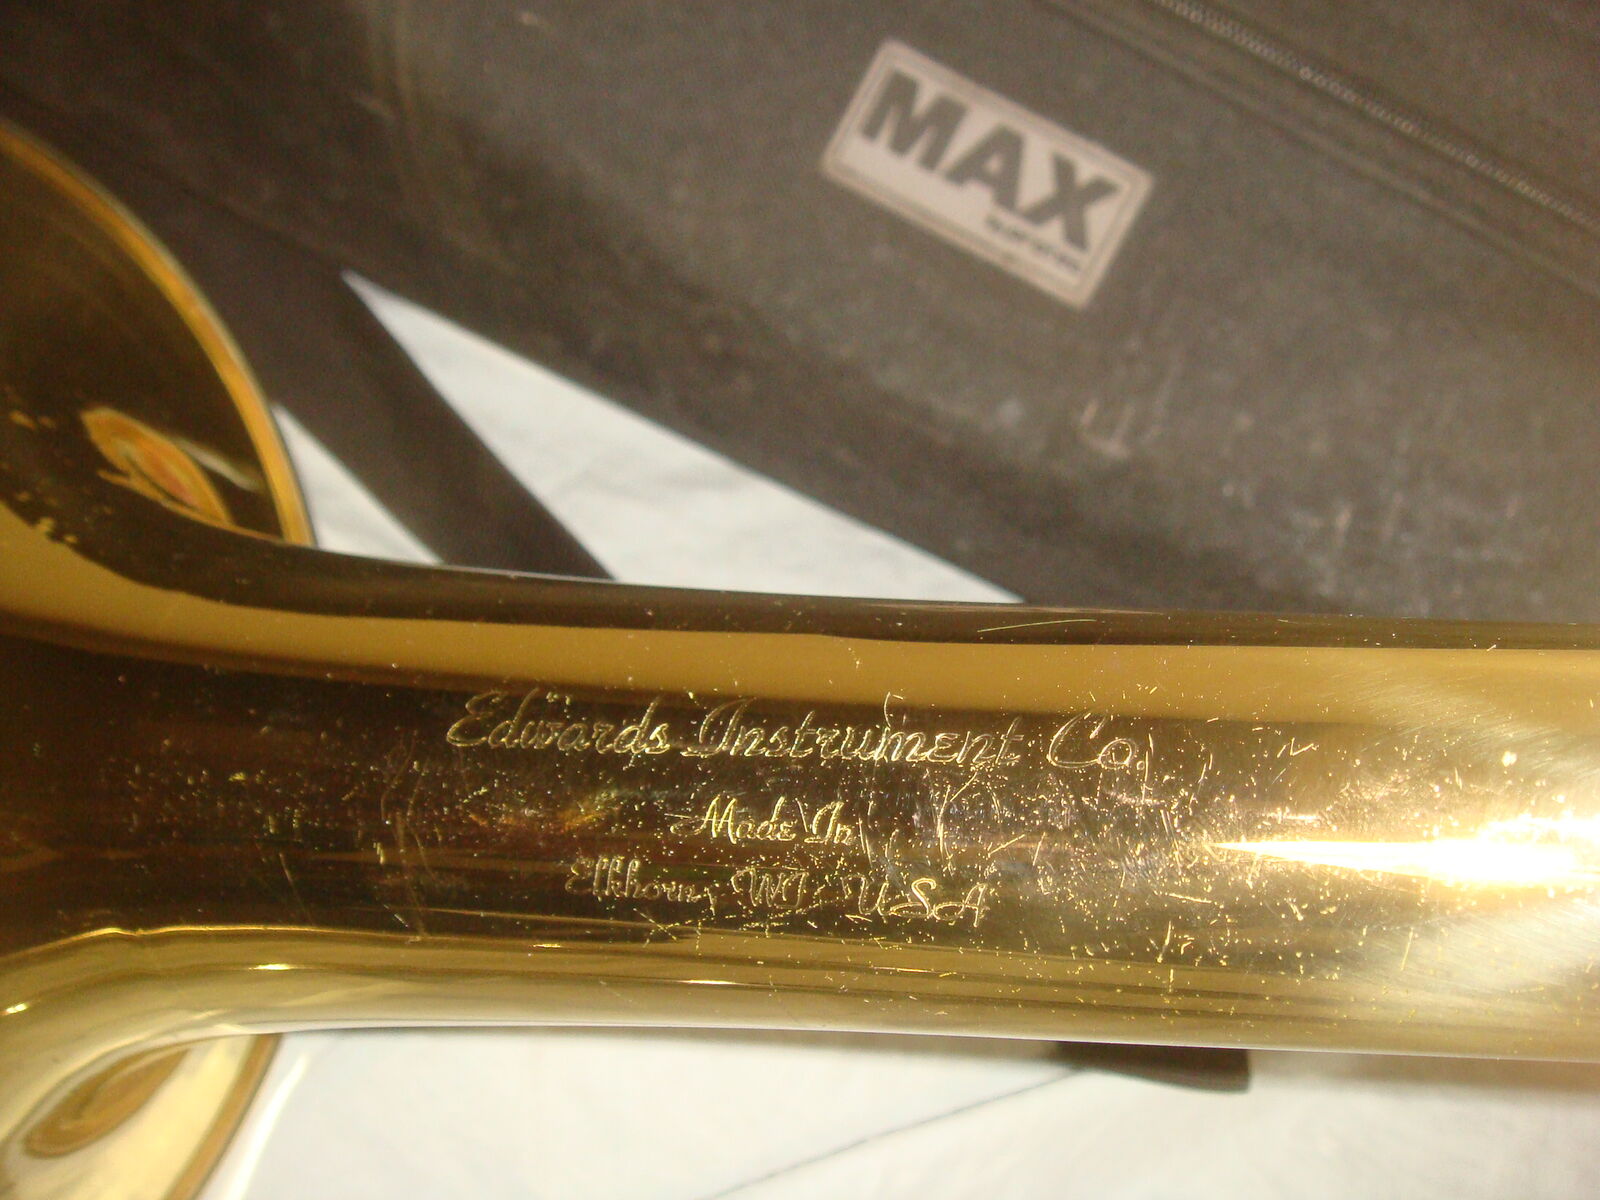 MAX
Edwards Instrument Co.
Made In
Elkhorn, WI USA